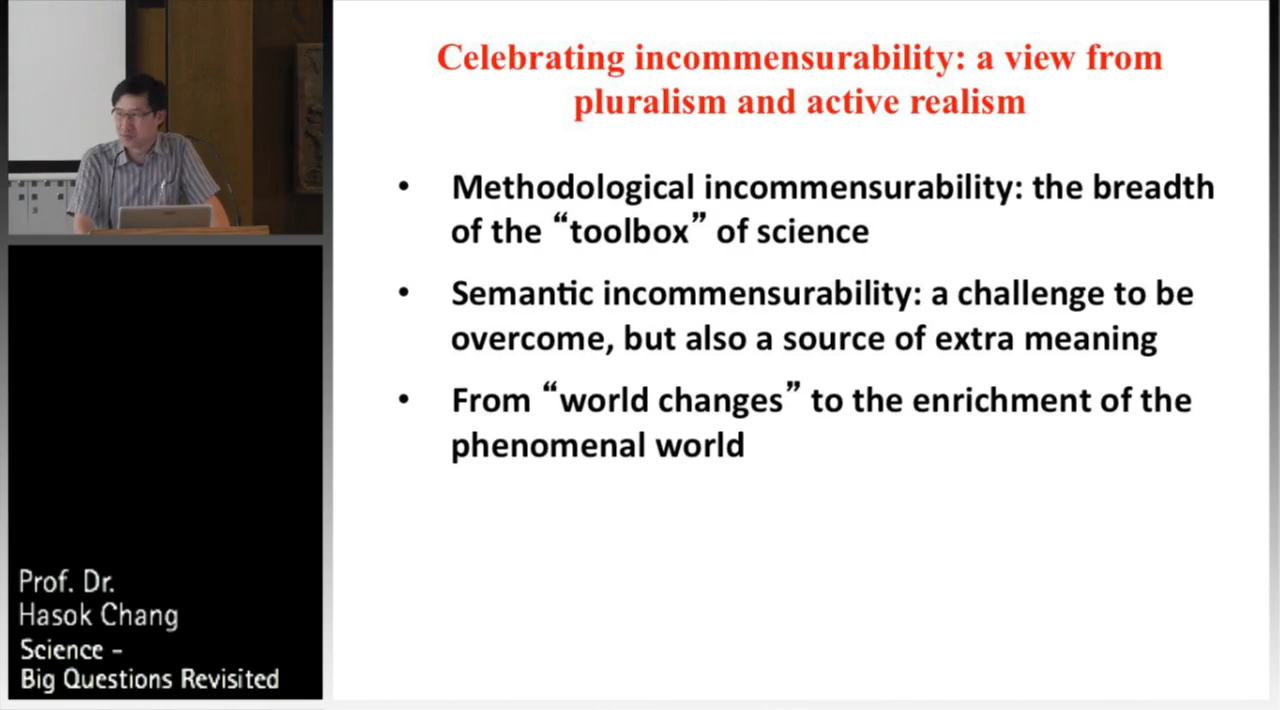 Celebrating incommensurability: a view from
pluralism and active realism
• Methodological incommensurability: the breadth
of the “toolbox” of science
• Semantic incommensurability: a challenge to be
overcome, but also a source of extra meaning
• From “world changes” to the enrichment of the
phenomenal world
Prof. Dr.
Hasok Chang
Science -
Big Questions Revisited